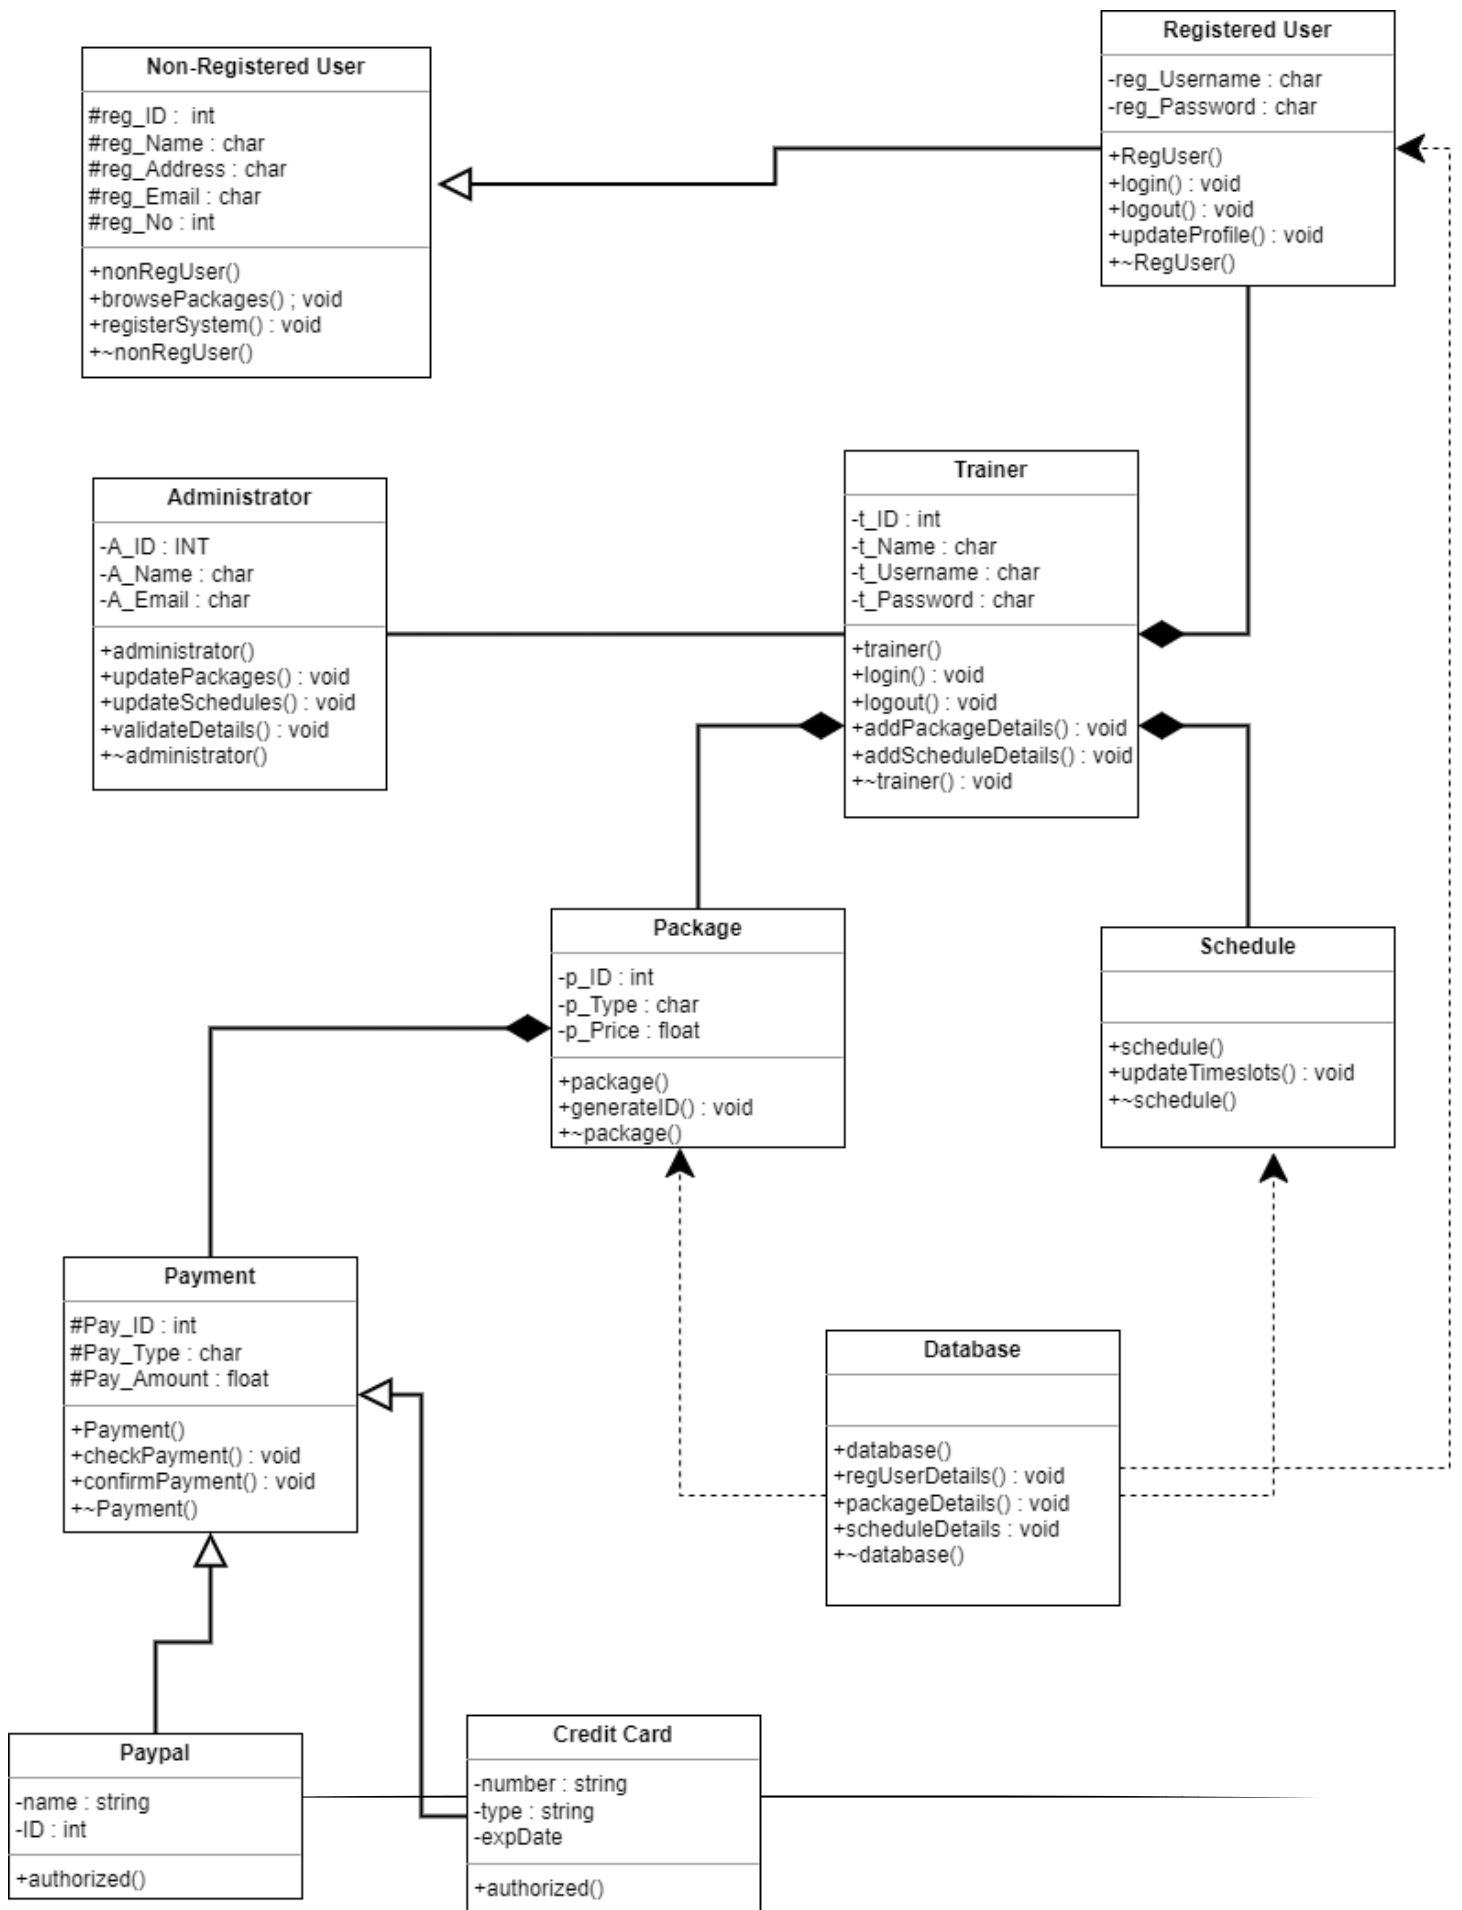 Non-Registered User
#reg_ID :  int
#reg_Name : char
#reg_Address : char
#reg_Email : char
#reg_No : int
+nonRegUser()
+browsePackages() ; void
+registerSystem() : void
+~nonRegUser()
Registered User
-reg_Username : char
-reg_Password : char
+RegUser()
+login() : void
+logout() : void
+updateProfile() : void
+~RegUser()
Administrator
-A_ID : INT
-A_Name : char
-A_Email : char
+administrator()
+updatePackages() : void
+updateSchedules() : void
+validateDetails() : void
+~administrator()
Trainer
-t_ID : int
-t_Name : char
-t_Username : char
-t_Password : char
+trainer()
+login() : void
+logout() : void
+addPackageDetails() : void
+addScheduleDetails() : void
+~trainer() : void
Package
-p_ID : int
-p_Type : char
-p_Price : float
+package()
+generateID() : void
+~package()
Schedule
+schedule()
+updateTimeslots() : void
+~schedule()
Payment
#Pay_ID : int
#Pay_Type : char
#Pay_Amount : float
+Payment()
+checkPayment() : void
+confirmPayment() : void
+~Payment()
Database
+database()
+regUserDetails() : void
+packageDetails() : void
+scheduleDetails : void
+~database()
Paypal
-name : string
-ID : int
+authorized()
Credit Card
-number : string
-type : string
-expDate
+authorized()